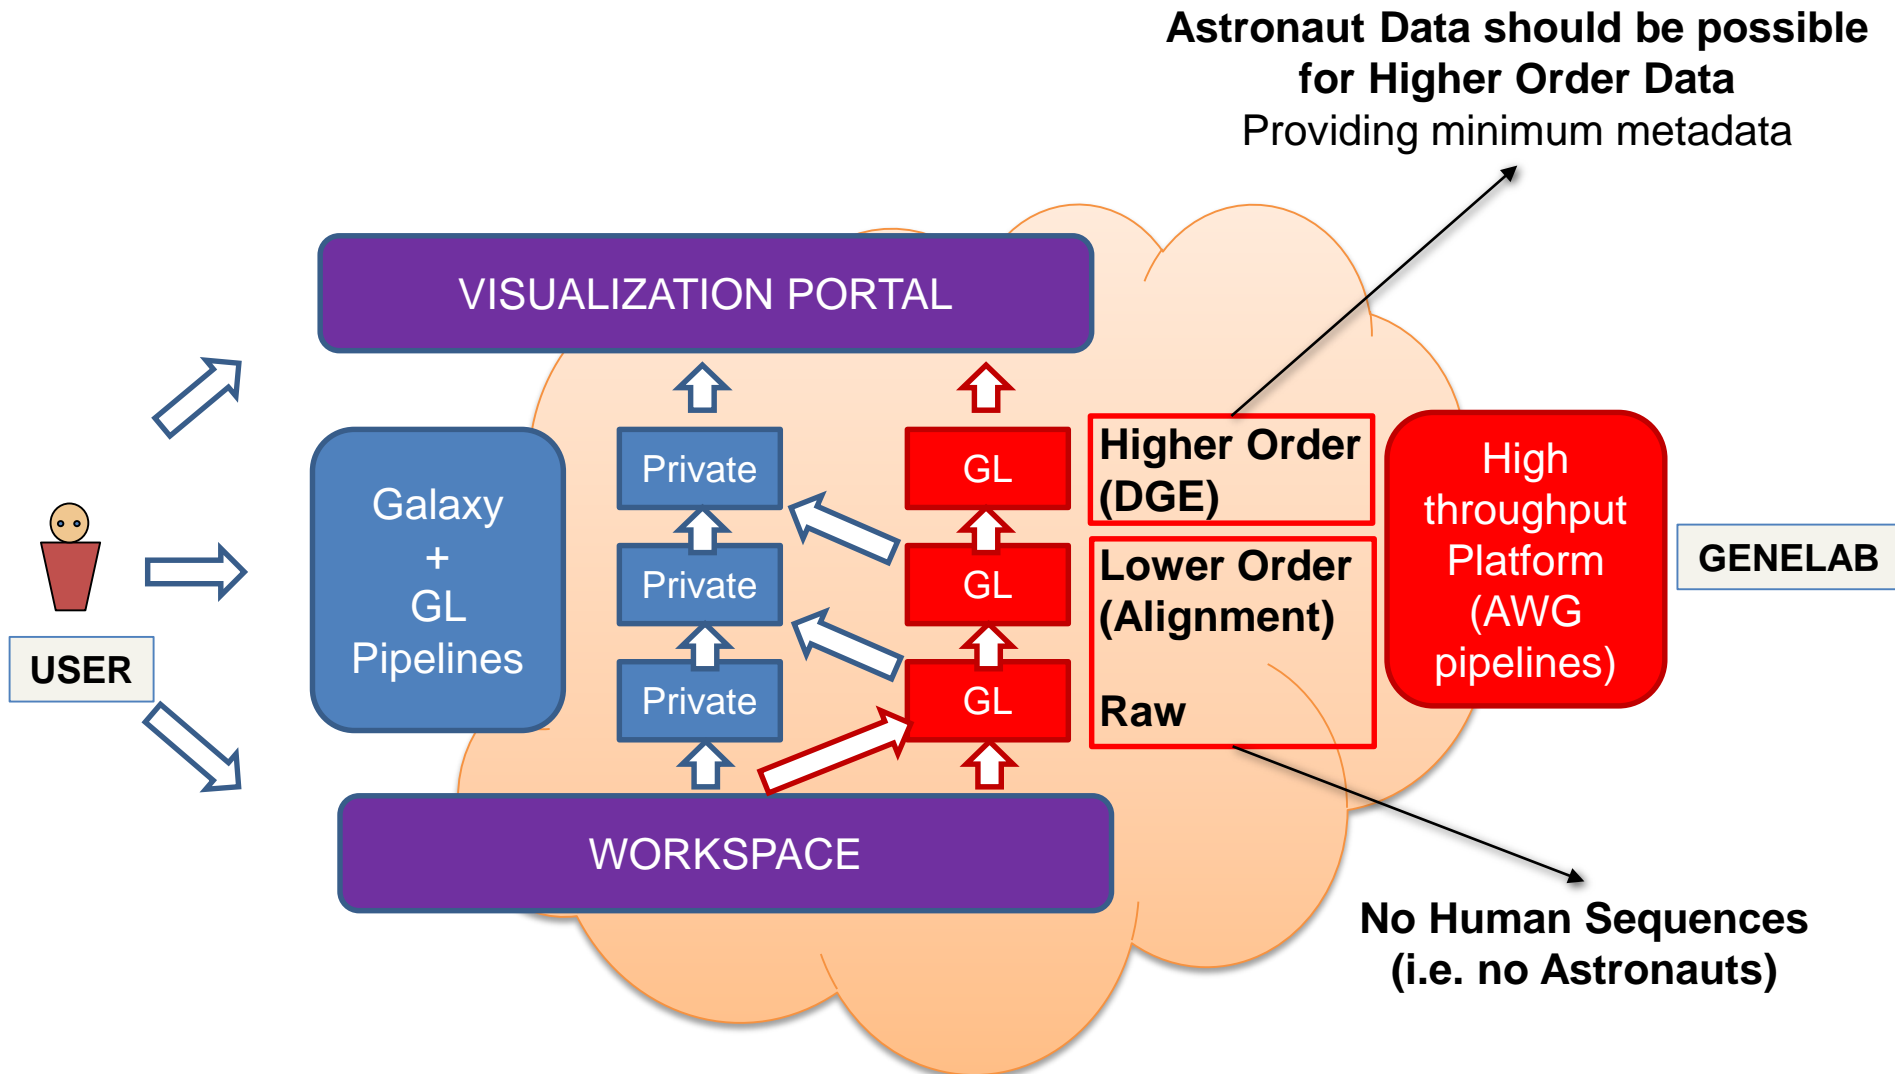 Astronaut Data should be possible
for Higher Order Data
Providing minimum metadata
VISUALIZATION PORTAL
USER
Galaxy
+
GL
Pipelines
Private
Private
Private
GL
GL
GL
Higher Order
(DGE)
Lower Order
(Alignment)
Raw
High
throughput
Platform
(AWG
pipelines)
GENELAB
WORKSPACE
No Human Sequences
(i.e. no Astronauts)